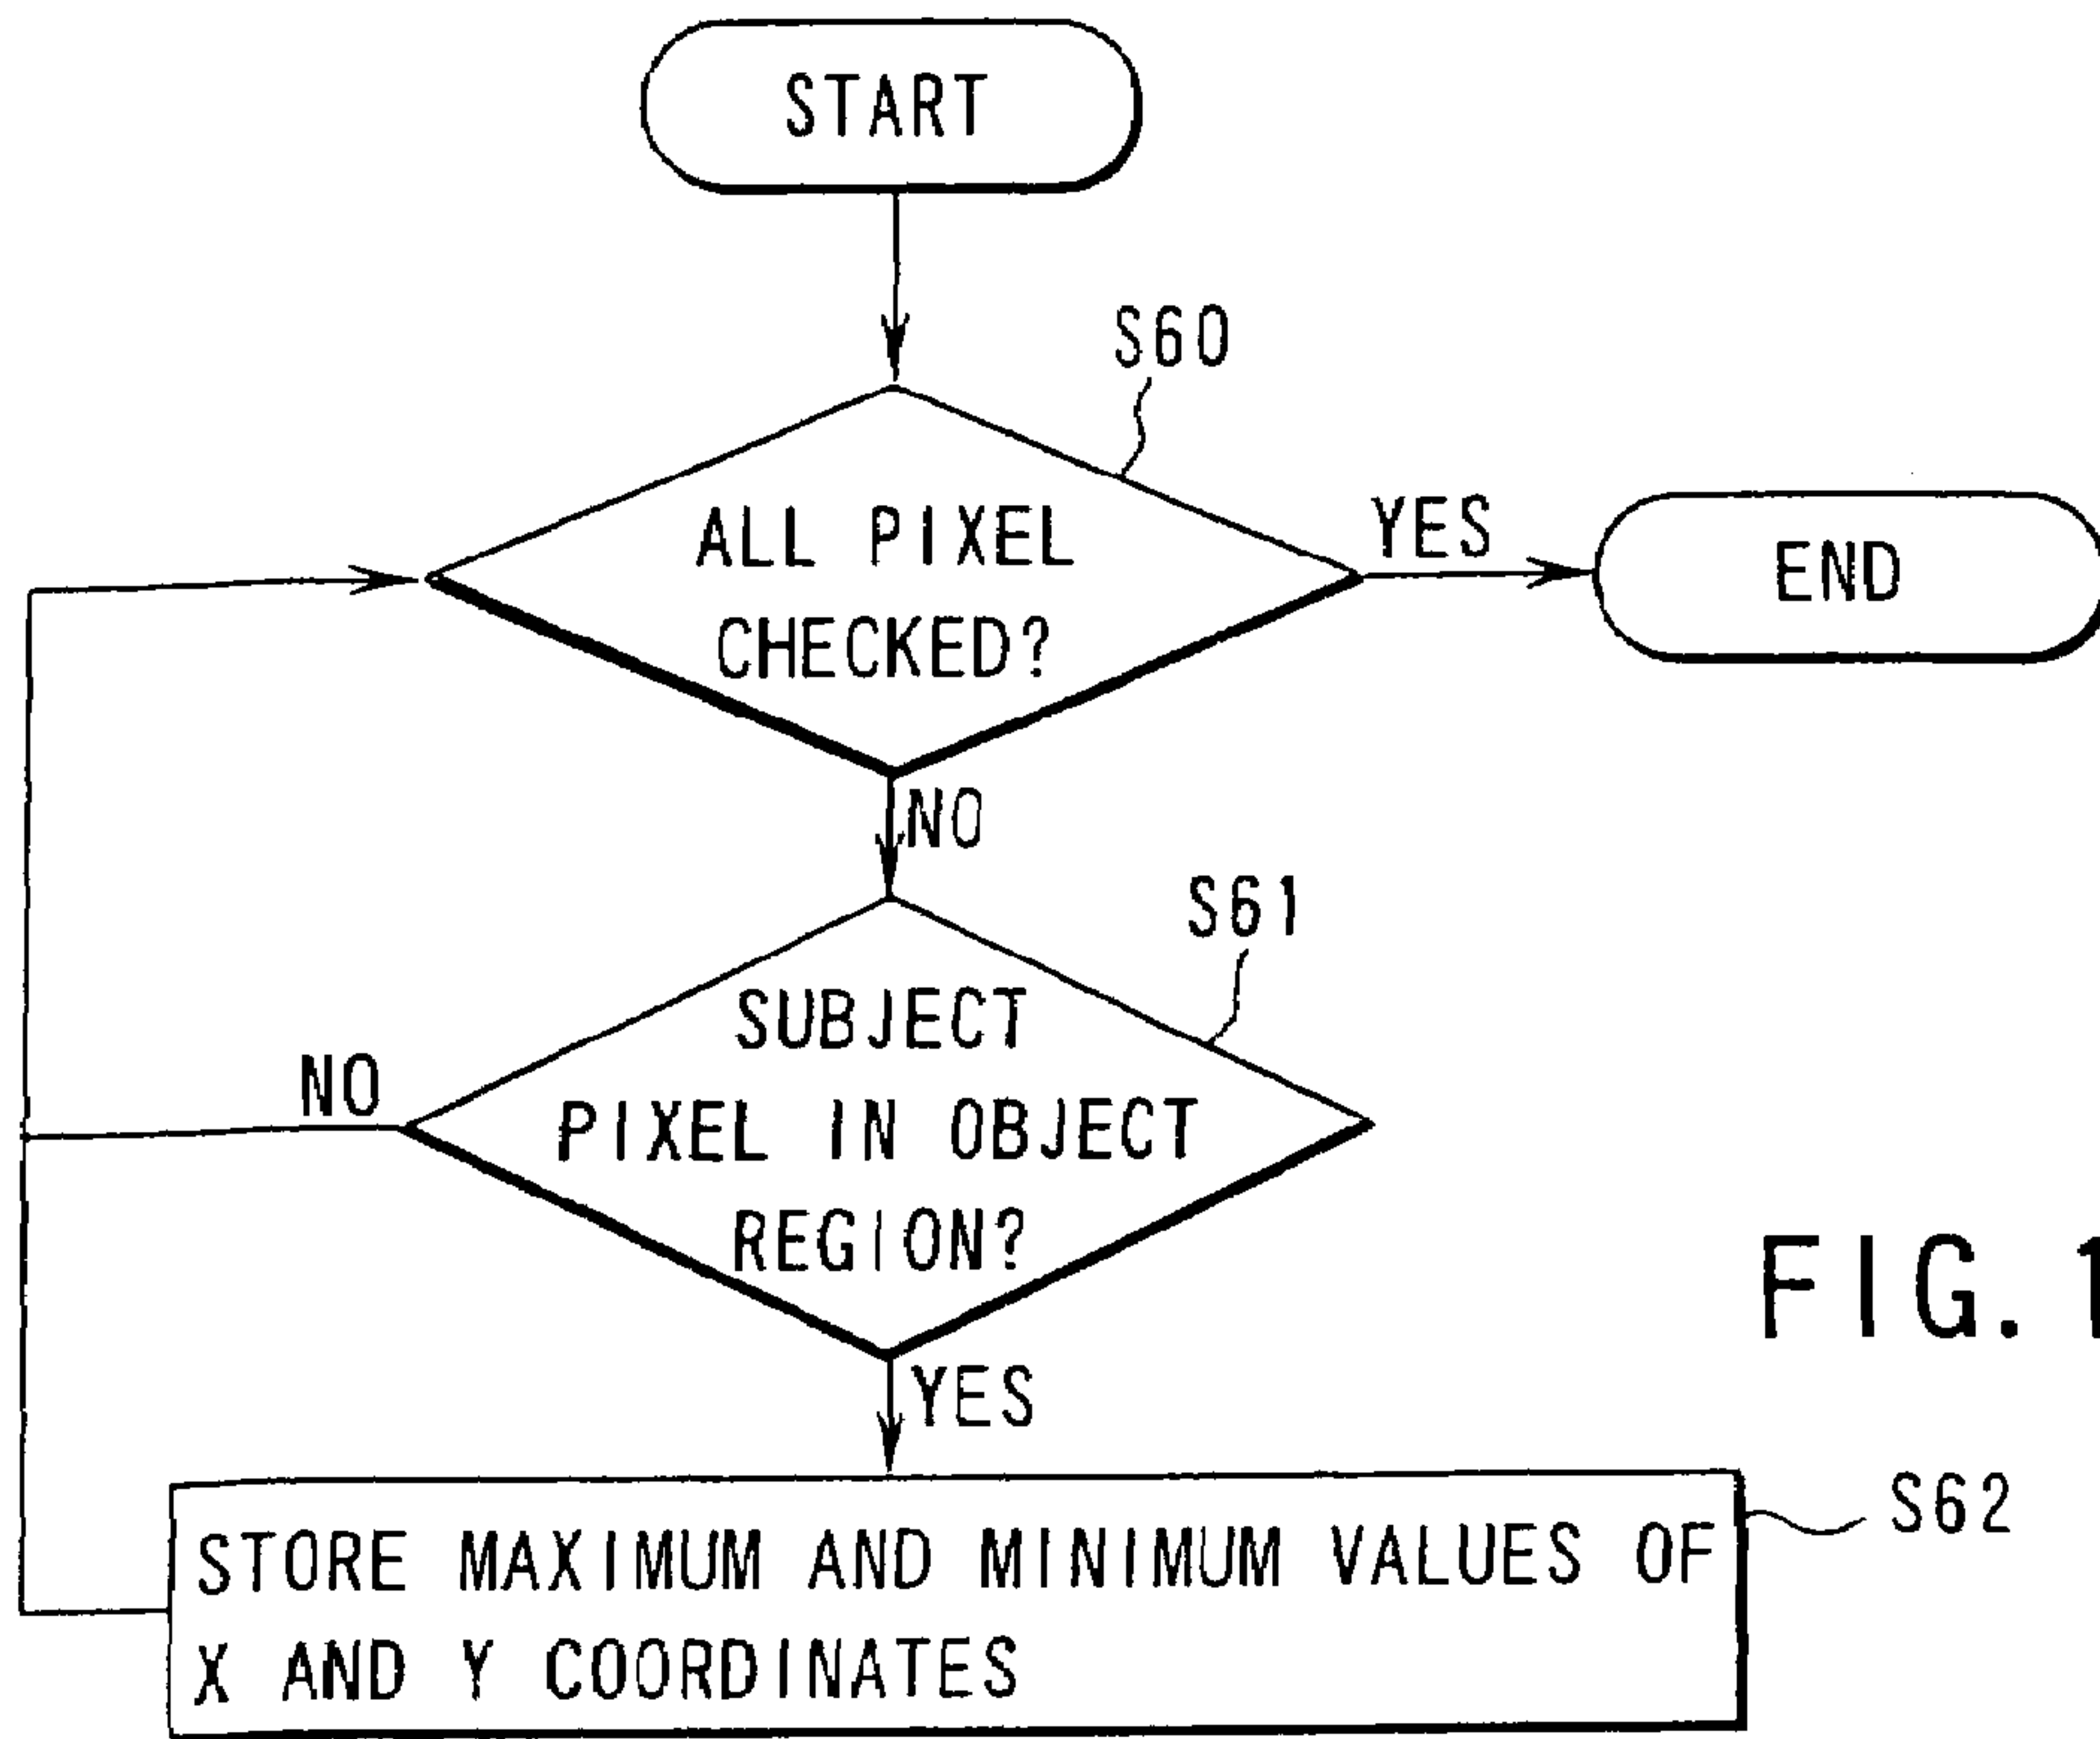 START
S60
ALL PIXEL
CHECKED?
YES
END
NO
S61
SUBJECT
PIXEL IN OBJECT
REGION?
NO
YES
FIG. 1
STORE MAXIMUM AND MINIMUM VALUES OF
X AND Y COORDINATES
S62